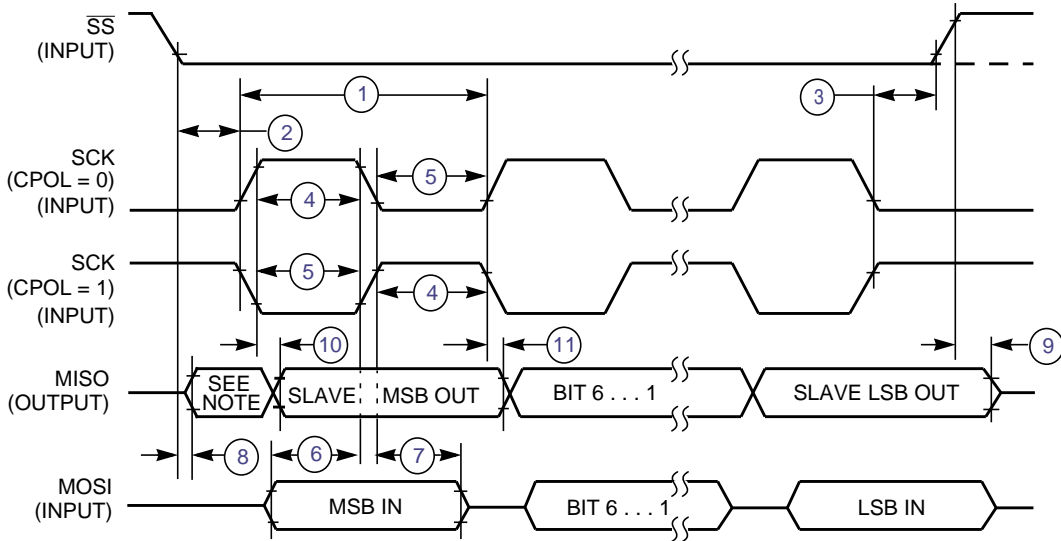 SS
(INPUT)
1
3
2
SCK
(CPOL = 0)
(INPUT)
5
4
SCK
(CPOL = 1)
(INPUT)
5
4
10
11
9
MISO
(OUTPUT)
SEE
NOTE
SLAVE
MSB OUT
BIT 6 . . . 1
SLAVE LSB OUT
8
6
7
MOSI
(INPUT)
MSB IN
BIT 6 . . . 1
LSB IN